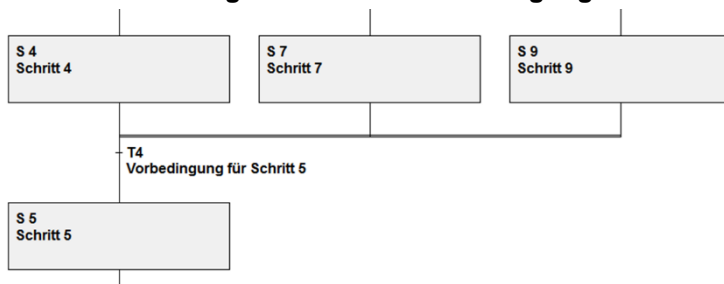 S 4
Schritt 4
S 7
Schritt 7
S 9
Schritt 9
T4
Vorbedingung für Schritt 5
S 5
Schritt 5